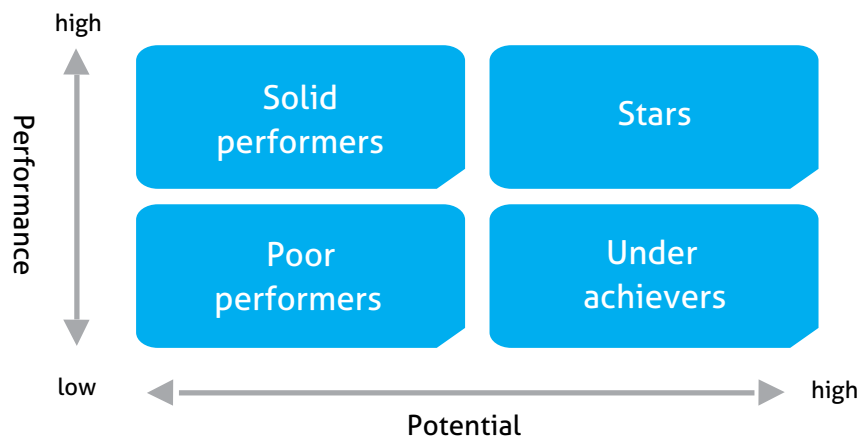 high
Performance
Solid
performers
Stars
Poor
performers
Under
achievers
low
high
Potential